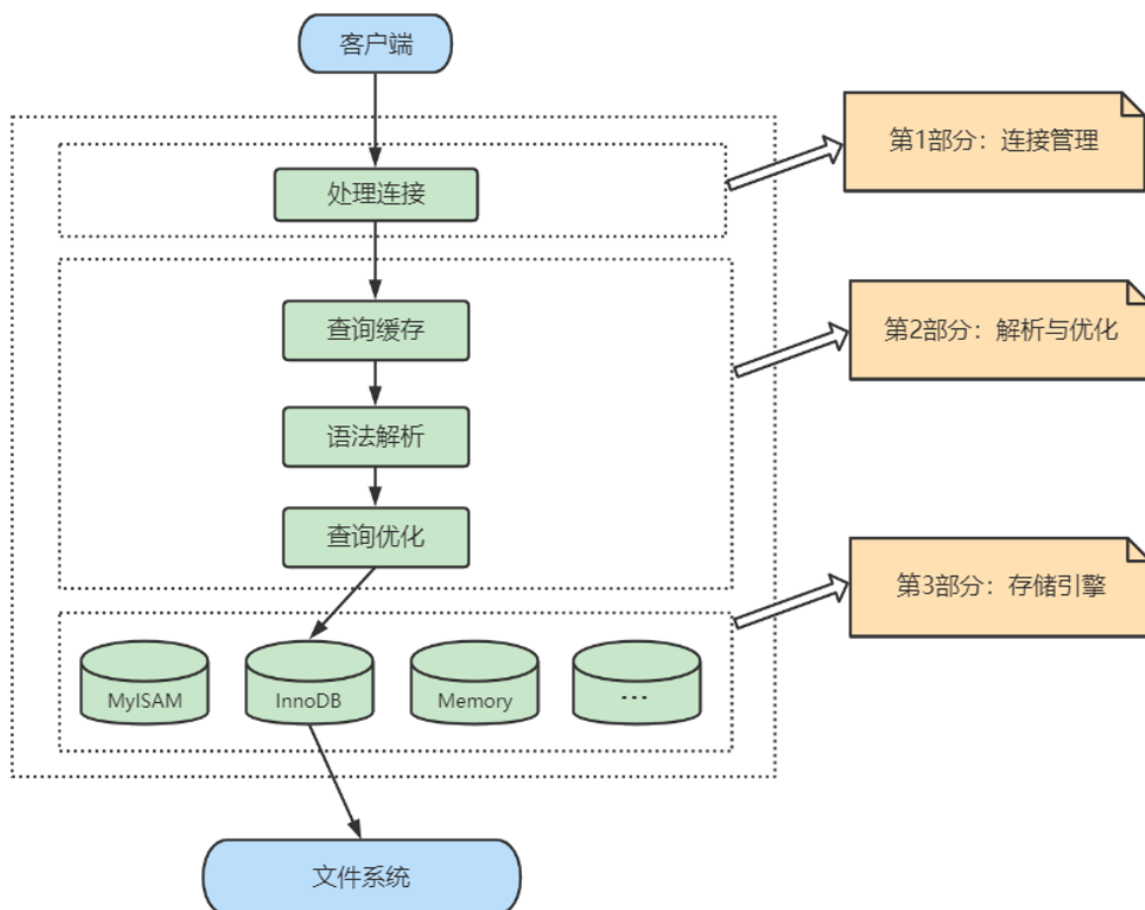 客户端
处理连接
第1部分：连接管理
查询缓存
语法解析
查询优化
第2部分：解析与优化
MyISAM
InnoDB
Memory
...
第3部分：存储引擎
文件系统